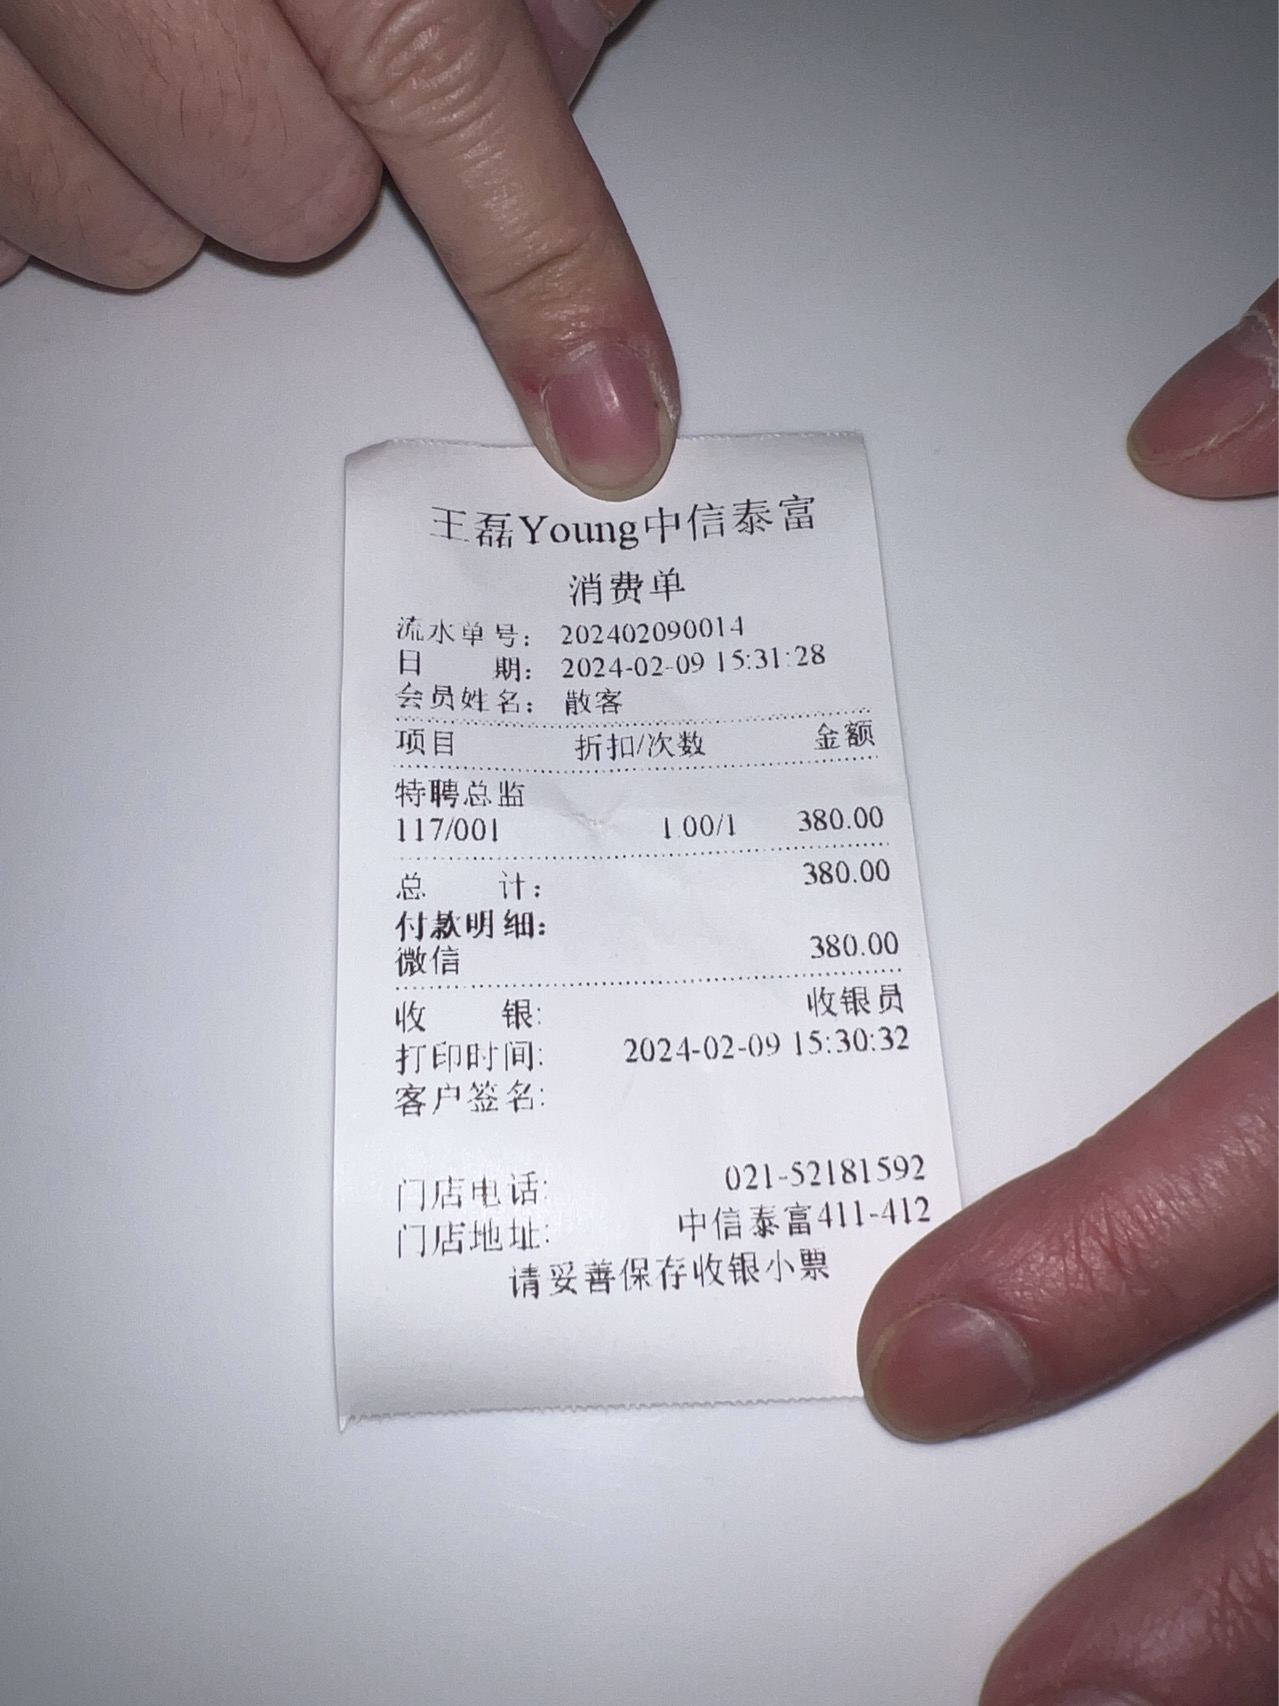 王磊Young中信泰富
消费单
流水单号： 202402090014
日 期： 2024-02-09 15:31:28
会员姓名： 散客
项目 折扣/次数 金额
特聘总监
117/001 1.00/1 380.00
总 计： 380.00
付款明细：
微信 380.00
收 银: 收银员
打印时间: 2024-02-09 15:30:32
客户签名:
门店电话: 021-52181592
门店地址: 中信泰富411-412
请妥善保存收银小票